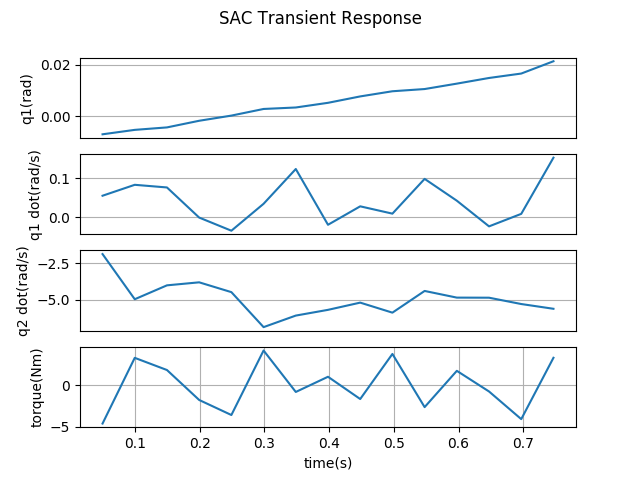 SAC Transient Response
q1(rad)
0.02
0.00
q1 dot(rad/s)
0.1
0.0
q2 dot(rad/s)
−2.5
−5.0
torque(Nm)
0
−5
0.1 0.2 0.3 0.4 0.5 0.6 0.7
time(s)